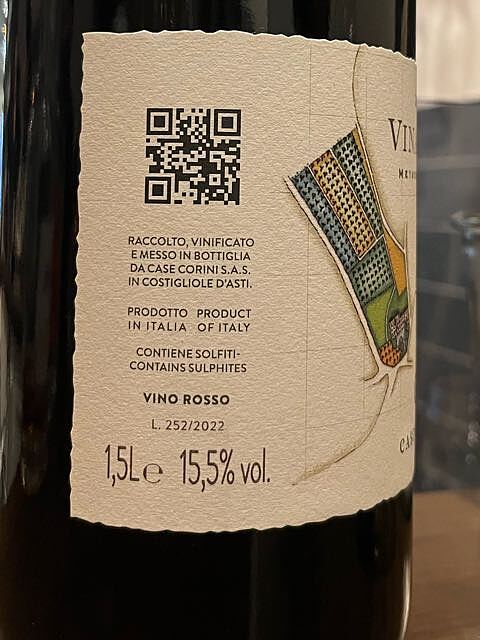 RACCOLTO, VINIFICATO
E MESSO IN BOTTIGLIA
DA CASE CORINI S.A.S.
IN COSTIGLIOLE D'ASTI.
PRODOTTO PRODUCT
IN ITALIA OF ITALY
CONTIENE SOLFITI-
CONTAINS SULPHITES
VINO ROSSO
L. 252/2022
1,5L e 15,5% vol.